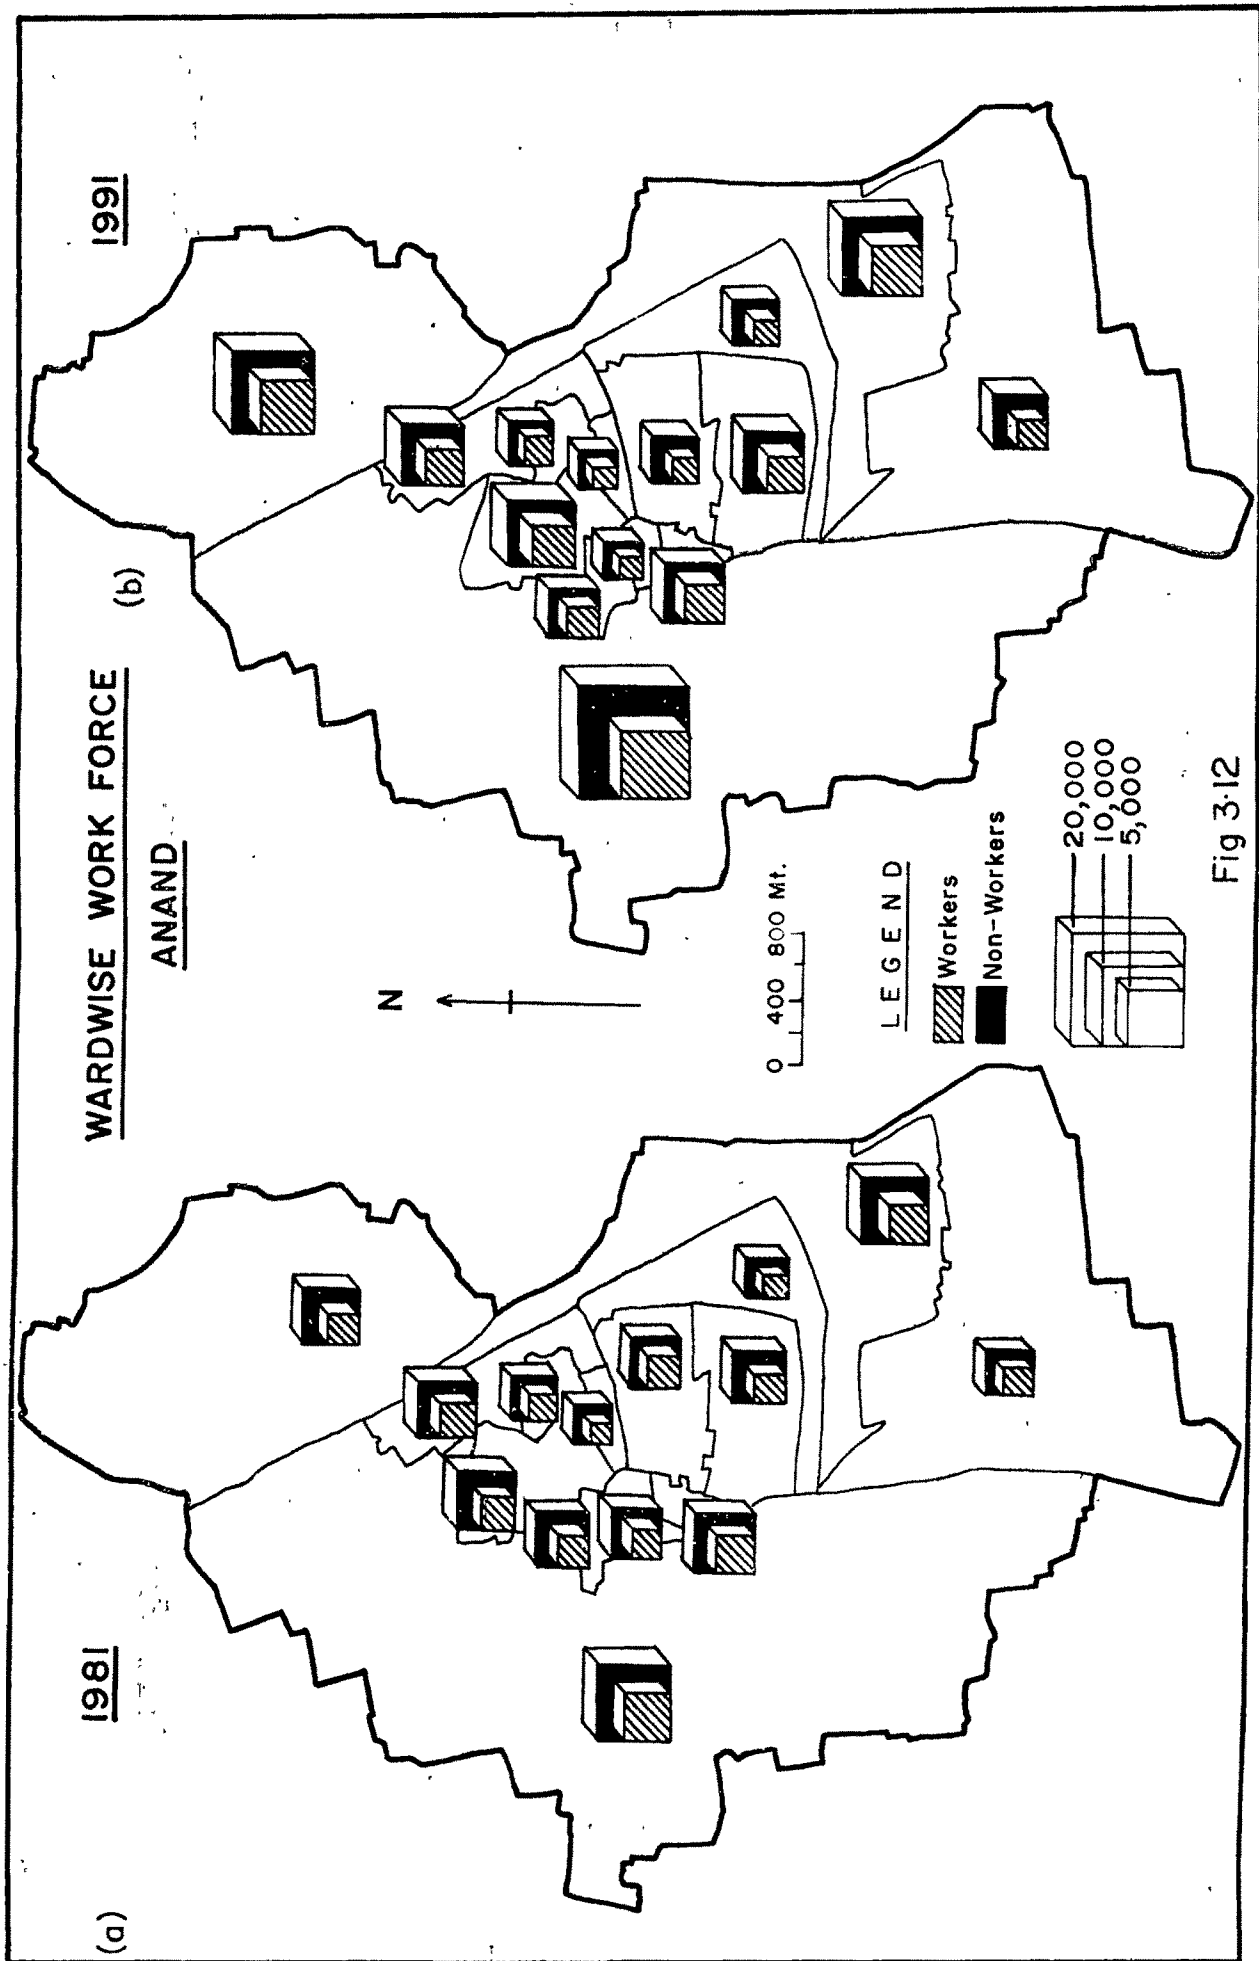 WARDWISE WORK FORCE
ANAND
(a)
1981
(b)
1991
N
0 400 800 Mt.
LEGEND
Workers
Non-Workers
20,000
10,000
5,000
Fig 3.12